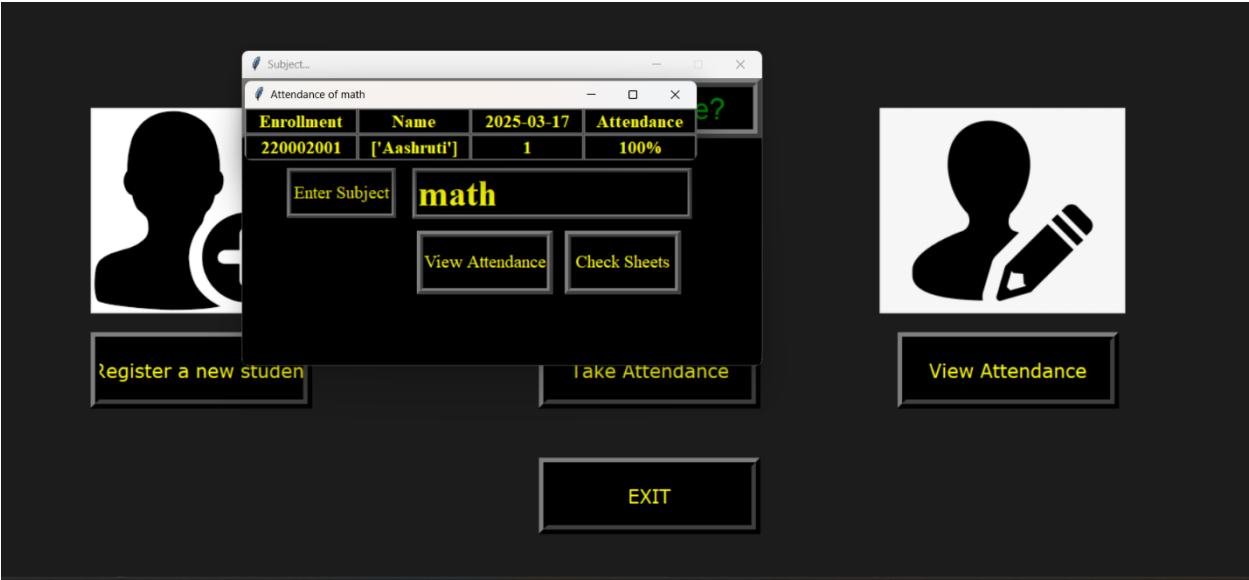 Subject...
Attendance of math
e?
Enrollment Name 2025-03-17 Attendance
220002001 ['Aashruti'] 1 100%
Enter Subject math
View Attendance Check Sheets
Register a new studen Take Attendance View Attendance
EXIT